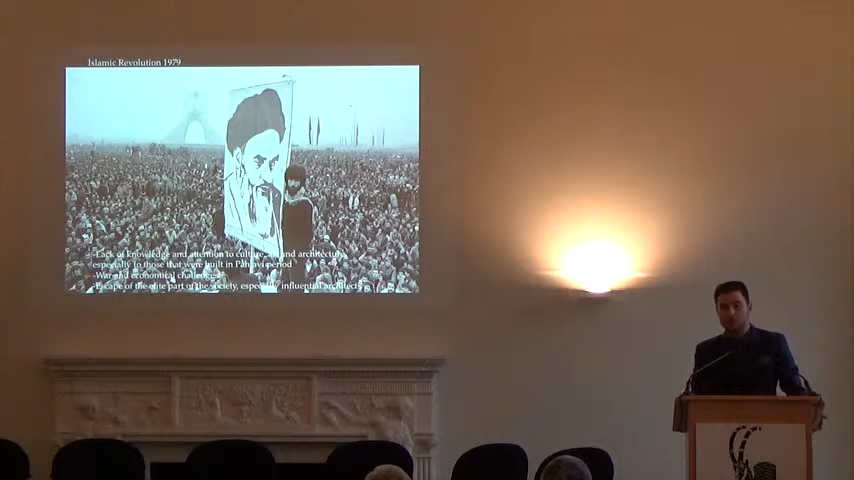 Islamic Revolution 1979
-Lack of knowledge and attention to culture, art and architecture,
especially to those that were built in Pahlavi period
-War and economical challenges
-Escape of the elite part of the society, especially influential architects